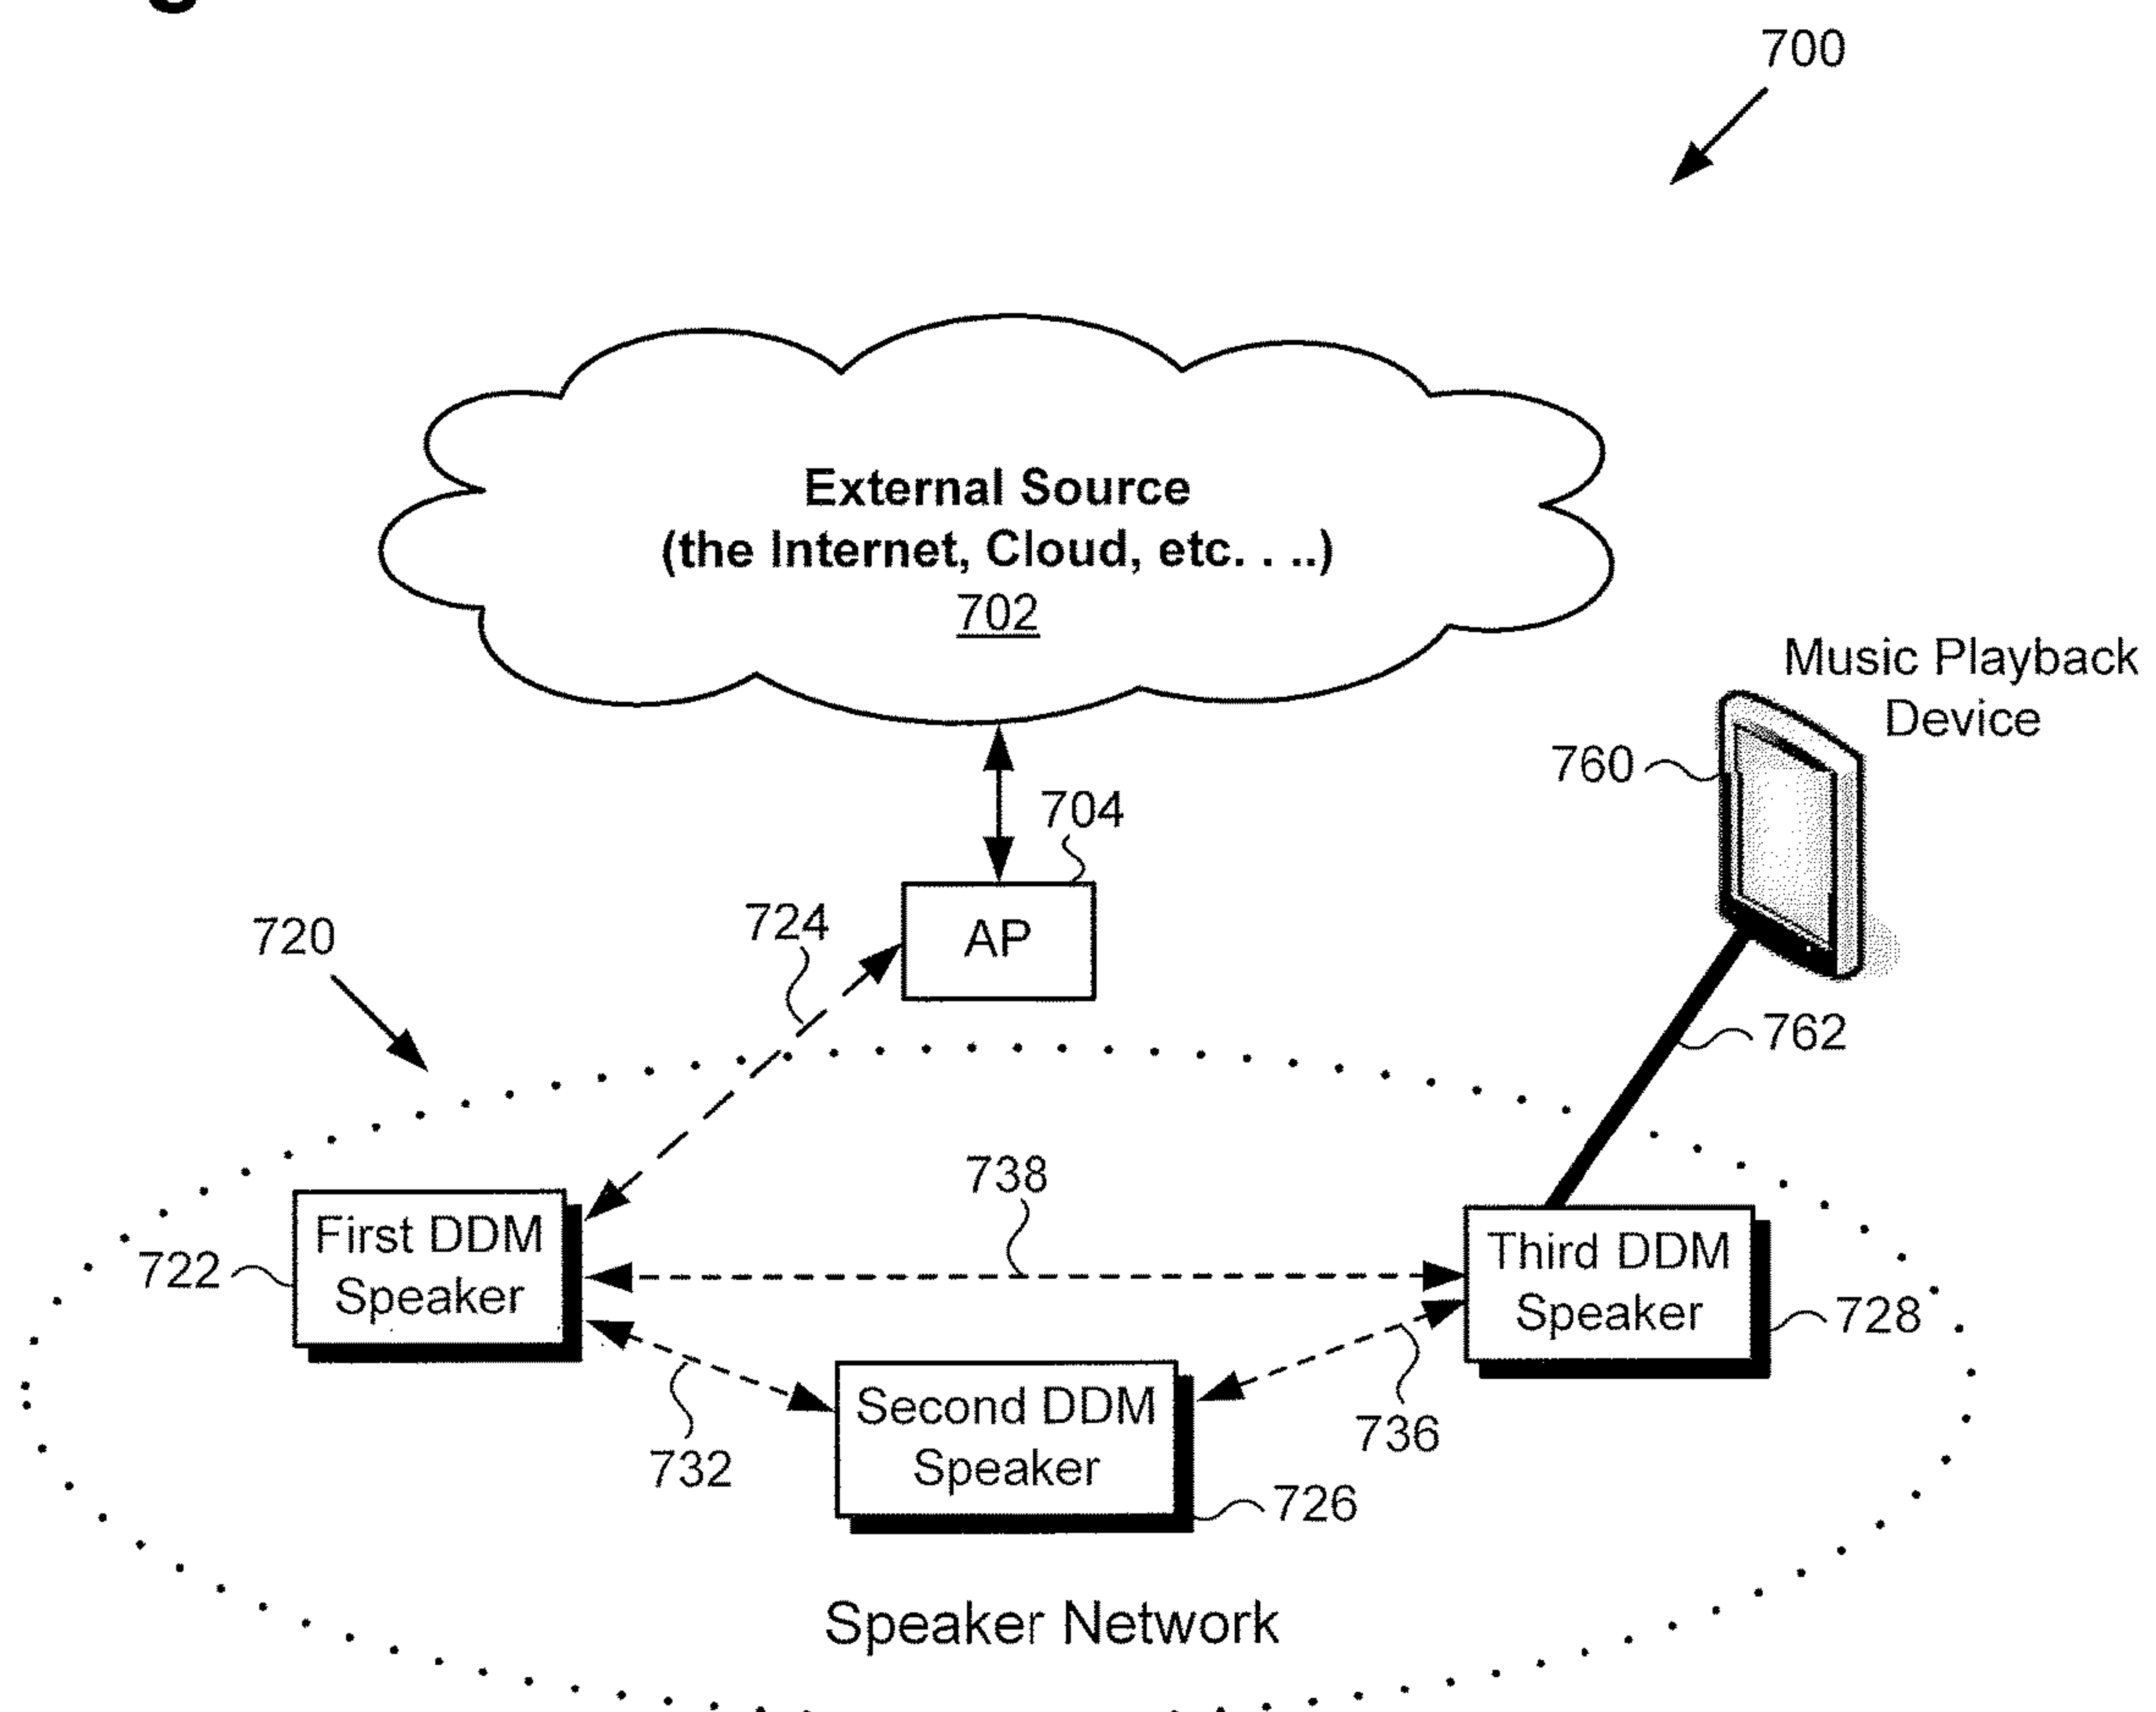 700
External Source
(the Internet, Cloud, etc. . ..)
702
Music Playback
Device
760
704
AP
724
720
762
738
First DDM
Speaker
722
Third DDM
Speaker
728
Second DDM
Speaker
732
736
726
Speaker Network